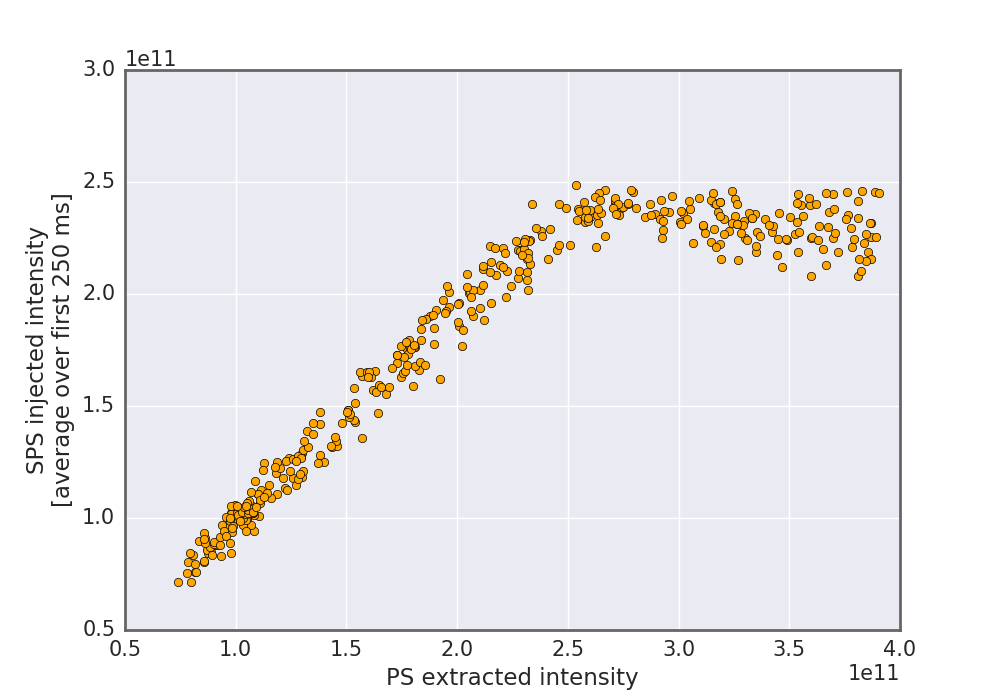 1e11
3.0
2.5
2.0
1.5
1.0
0.5
SPS injected intensity
[average over first 250 ms]
0.5 1.0 1.5 2.0 2.5 3.0 3.5 4.0
PS extracted intensity
1e11